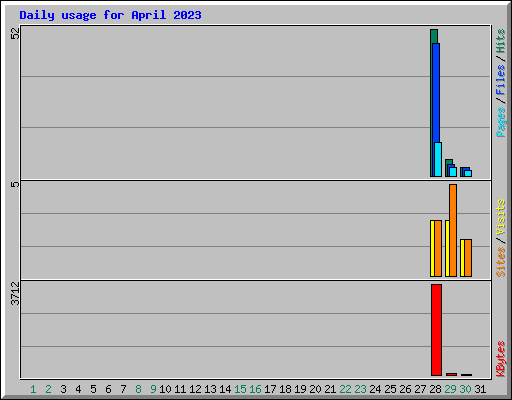 Daily usage for April 2023
52
5
3712
Pages / Files / Hits
Sites / Visits
KBytes
1 2 3 4 5 6 7 8 9 10 11 12 13 14 15 16 17 18 19 20 21 22 23 24 25 26 27 28 29 30 31